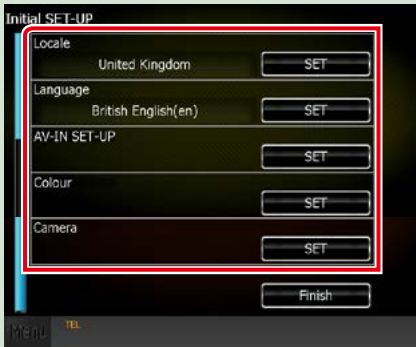 Initial SET-UP
Locale
United Kingdom SET
Language
British English(en) SET
AV-IN SET-UP
SET
Colour
SET
Camera
SET
Finish
Menu TEL